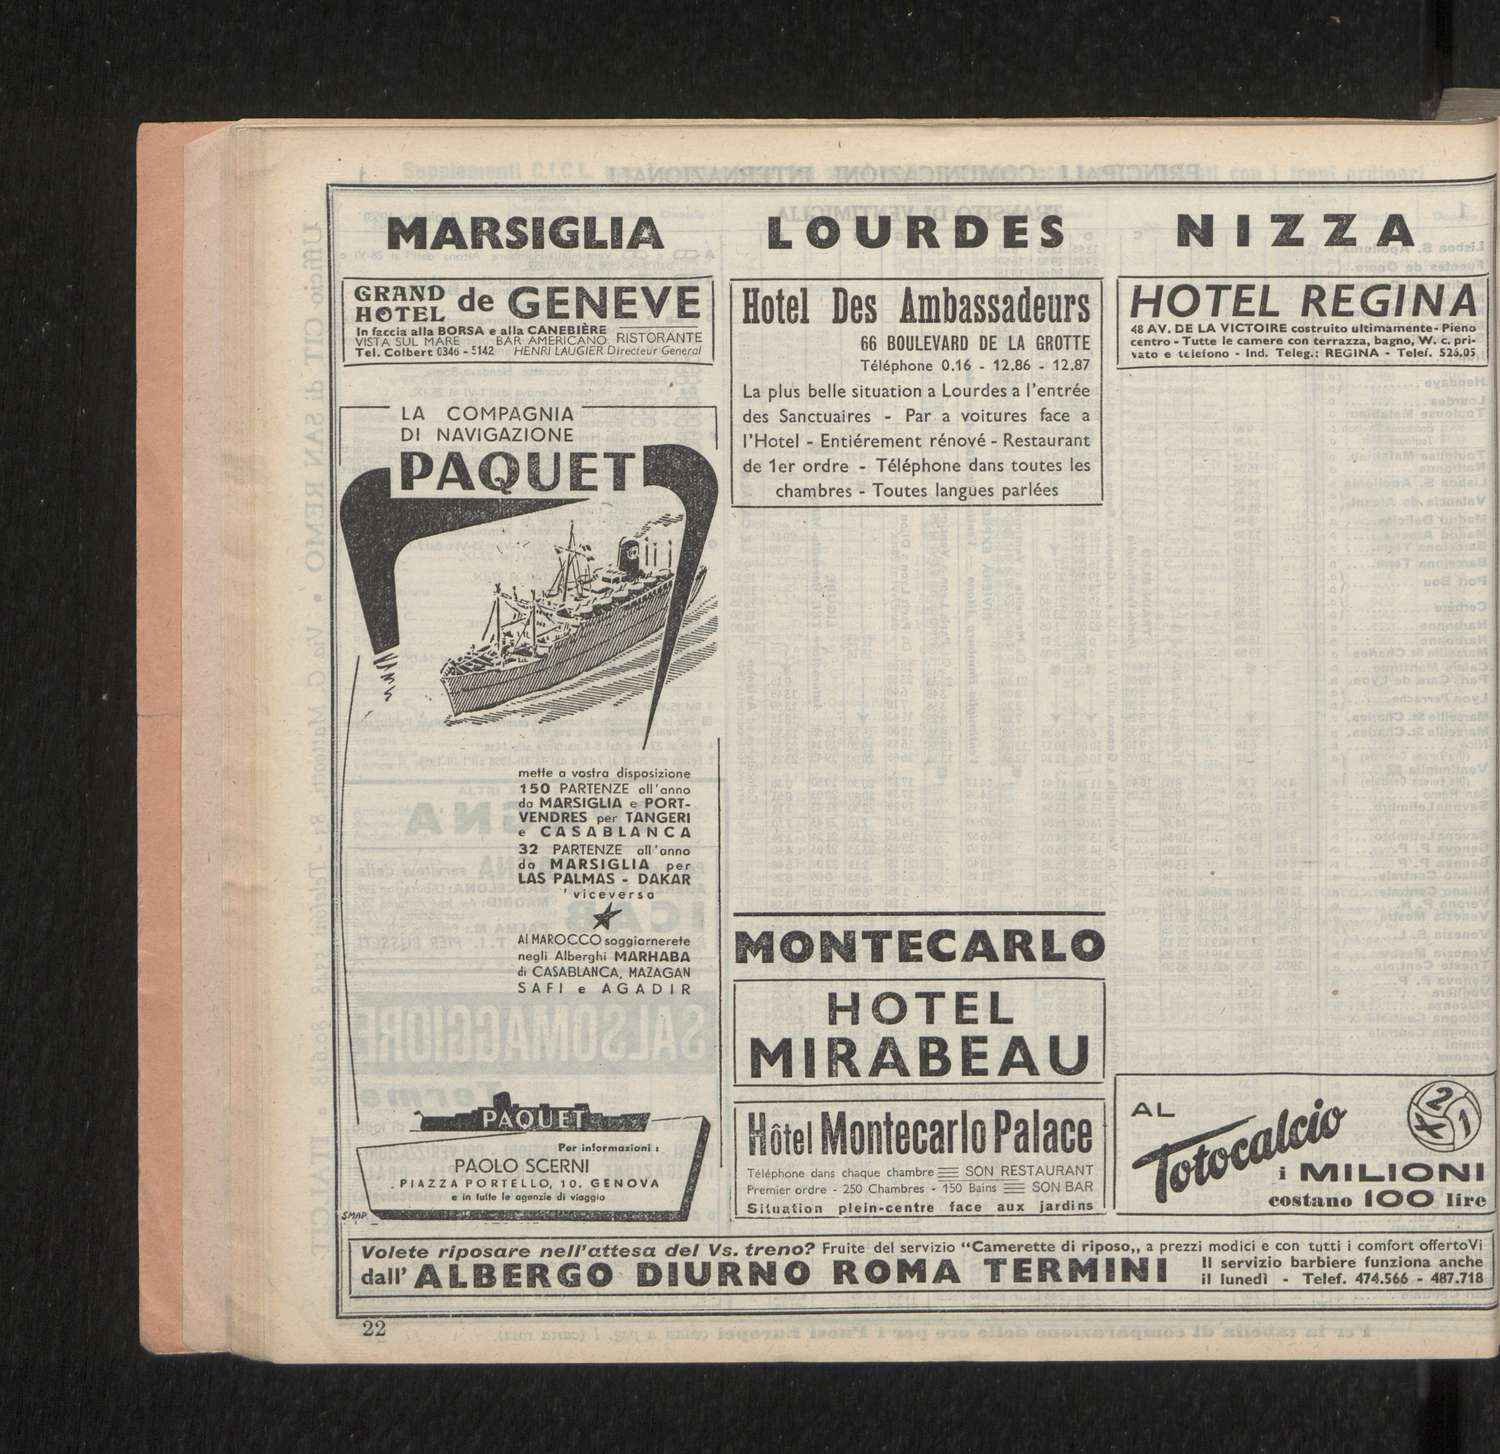 MARSIGLIA
GRAND
HOTEL de GENEVE
In faccia alla BORSA e alla CANEBIÈRE
VISTA SUL MARE BAR AMERICANO RISTORANTE
Tel. Colbert 0346 - 5142 HENRI LAUGIER Directeur General
LA COMPAGNIA
DI NAVIGAZIONE
PAQUET
mette a vostra disposizione
150 PARTENZE all'anno
da MARSIGLIA e PORT-
VENDRES per TANGERI
e CASABLANCA
32 PARTENZE all'anno
da MARSIGLIA per
LAS PALMAS - DAKAR
' viceversa
Al MAROCCO soggiornerete
negli Alberghi MARHABA
di CASABLANCA, MAZAGAN
SAFI e AGADIR
PAQUET
Per informazioni :
PAOLO SCERNI
PIAZZA PORTELLO, 10. GENOVA
e in tutte le agenzie di viaggio
SMAP.
LOURDES
Hotel Des Ambassadeurs
66 BOULEVARD DE LA GROTTE
Téléphone 0.16 - 12.86 - 12.87
La plus belle situation a Lourdes a l'entrée
des Sanctuaires - Par a voitures face a
l'Hotel - Entiérement rénové - Restaurant
de 1er ordre - Téléphone dans toutes les
chambres - Toutes langues parlées
MONTECARLO
HOTEL
MIRABEAU
Hôtel Montecarlo Palace
Téléphone dans chaque chambre SON RESTAURANT
Premier ordre - 250 Chambres - 150 Bains SON BAR
Situation plein-centre face aux jardins
NIZZA
HOTEL REGINA
48 AV. DE LA VICTOIRE costruito ultimamente - Pieno
centro - Tutte le camere con terrazza, bagno, W. c. pri-
vato e telefono - Ind. Teleg.: REGINA - Telef. 526.05
AL
Totocalcio
1 X 2
i MILIONI
costano 100 lire
Volete riposare nell'attesa del Vs. treno? Fruite del servizio "Camerette di riposo,, a prezzi modici e con tutti i comfort offertoVi
dall' ALBERGO DIURNO ROMA TERMINI Il servizio barbiere funziona anche
il lunedì - Telef. 474.566 - 487.718
22